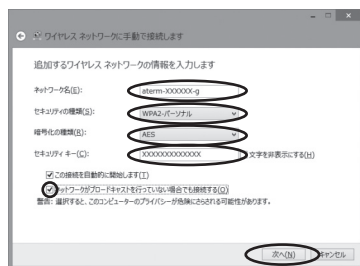 ワイヤレス ネットワークに手動で接続します
追加するワイヤレス ネットワークの情報を入力します
ネットワーク名(E):
aterm-XXXXXX-g
セキュリティの種類(S):
WPA2-パーソナル
暗号化の種類(R):
AES
セキュリティ キー(C):
XXXXXXXXXXXXX
文字を非表示にする(H)
この接続を自動的に開始します(T)
ネットワークがブロードキャストを行っていない場合でも接続する(O)
警告: 選択すると、このコンピューターのプライバシーが危険にさらされる可能性があります。
次へ(N)
キャンセル